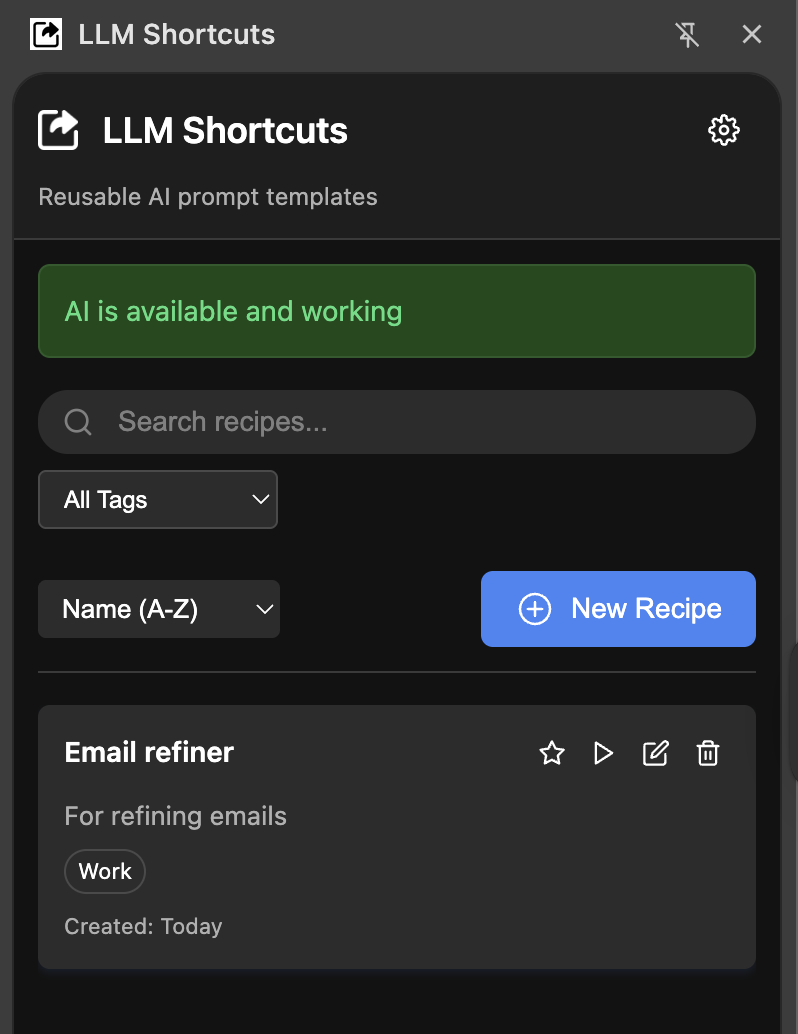 LLM Shortcuts
LLM Shortcuts
Reusable AI prompt templates
AI is available and working
Search recipes...
All Tags
Name (A-Z)
New Recipe
Email refiner
For refining emails
Work
Created: Today